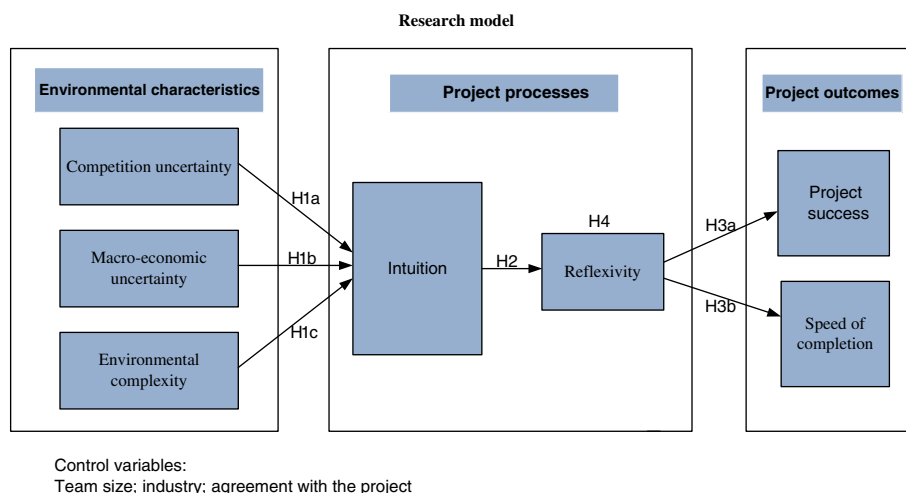 Research model
Environmental characteristics
Project processes
Project outcomes
Competition uncertainty
Macro-economic
uncertainty
Environmental
complexity
H1a
H1b
H1c
Intuition
H2
H4
Reflexivity
H3a
H3b
Project
success
Speed of
completion
Control variables:
Team size; industry; agreement with the project